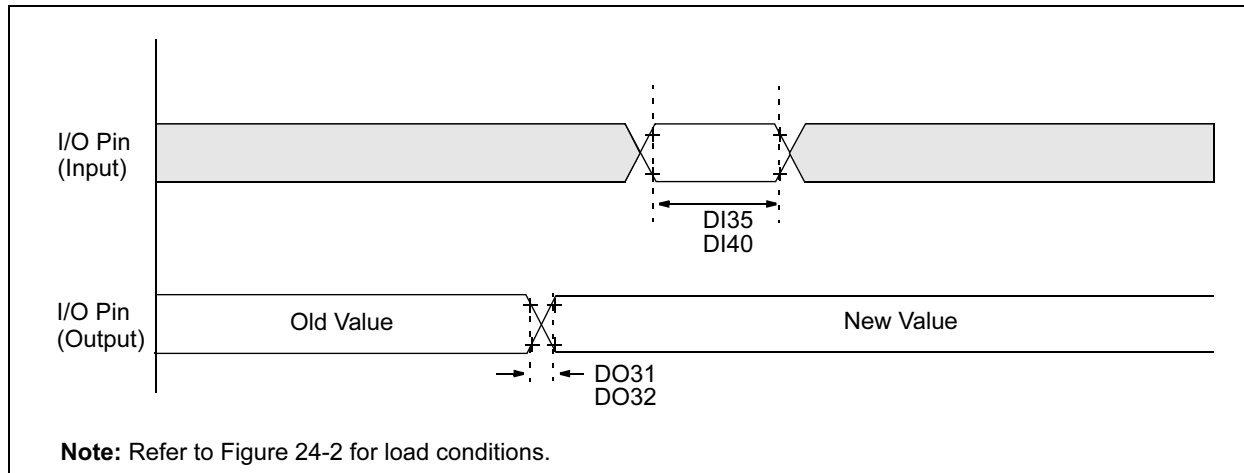 I/O Pin
(Input)
DI35
DI40
I/O Pin
(Output)
Old Value
New Value
DO31
DO32
Note: Refer to Figure 24-2 for load conditions.